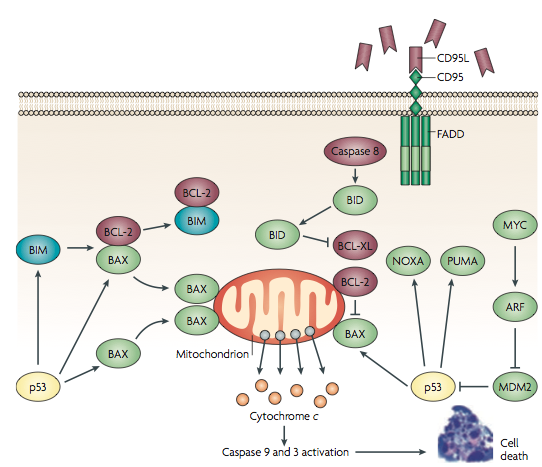 CD95L
CD95
FADD
Caspase 8
BID
BCL-2
BIM
BCL-2
BIM
BAX
BID
BCL-XL
BCL-2
NOXA
PUMA
MYC
ARF
BAX
BAX
BAX
BAX
Mitochondrion
p53
p53
MDM2
Cytochrome c
Caspase 9 and 3 activation
Cell
death